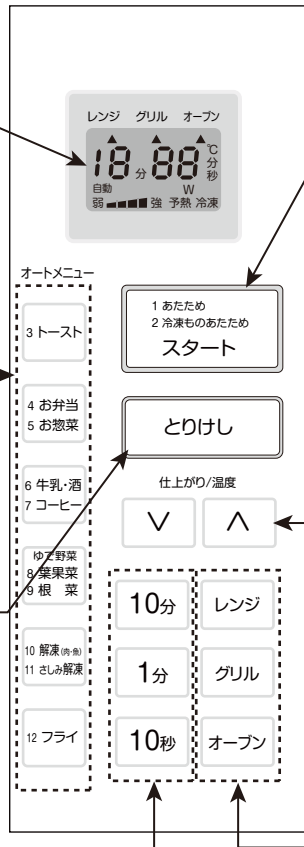 レンジ グリル オーブン
18 分 88 ℃ 分 秒
自動 W
弱 強 予熱 冷凍
オートメニュー
3 トースト
4 お弁当
5 お惣菜
6 牛乳・酒
7 コーヒー
ゆで野菜
8 葉果菜
9 根 菜
10 解凍(肉・魚)
11 さしみ解凍
12 フライ
1 あたため
2 冷凍ものあたため
スタート
とりけし
仕上がり/温度
∨ ∧
10分 レンジ
1分 グリル
10秒 オーブン